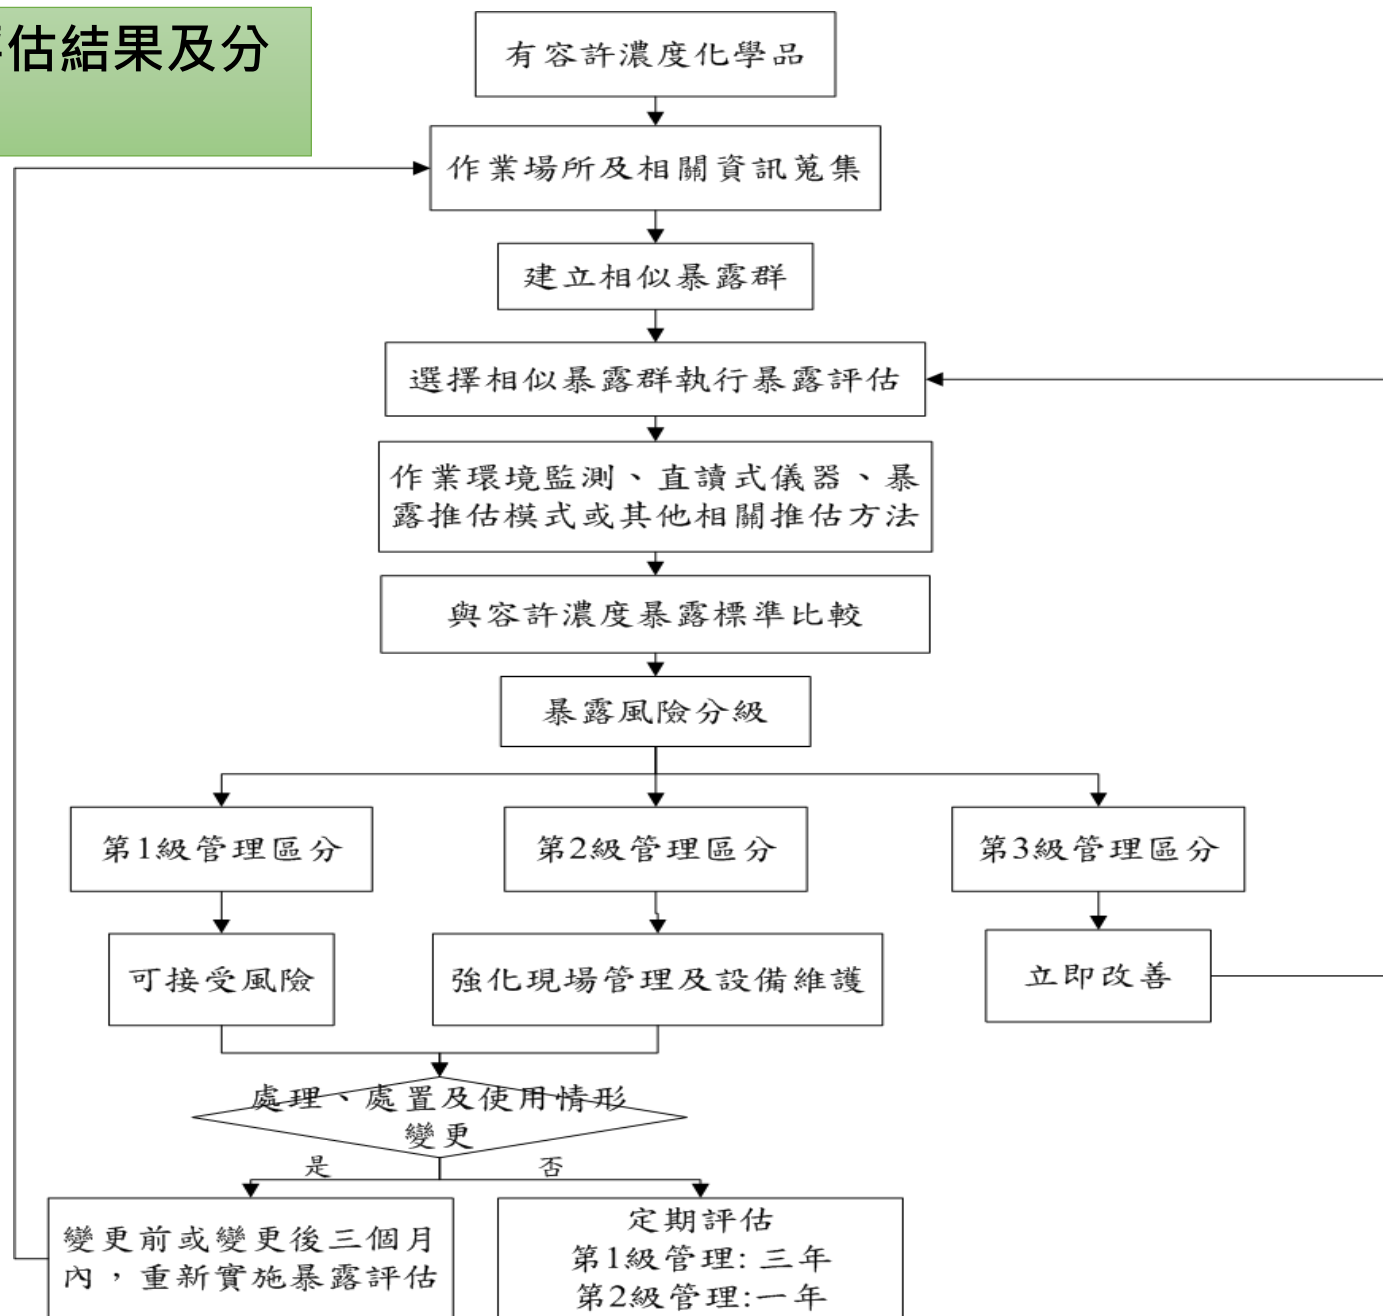 估結果及分
有容許濃度化學品
作業場所及相關資訊蒐集
建立相似暴露群
選擇相似暴露群執行暴露評估
作業環境監測、直讀式儀器、暴
露推估模式或其他相關推估方法
與容許濃度暴露標準比較
暴露風險分級
第1級管理區分
第2級管理區分
第3級管理區分
可接受風險
強化現場管理及設備維護
立即改善
處理、處置及使用情形
變更
是
否
變更前或變更後三個月
內，重新實施暴露評估
定期評估
第1級管理: 三年
第2級管理:一年